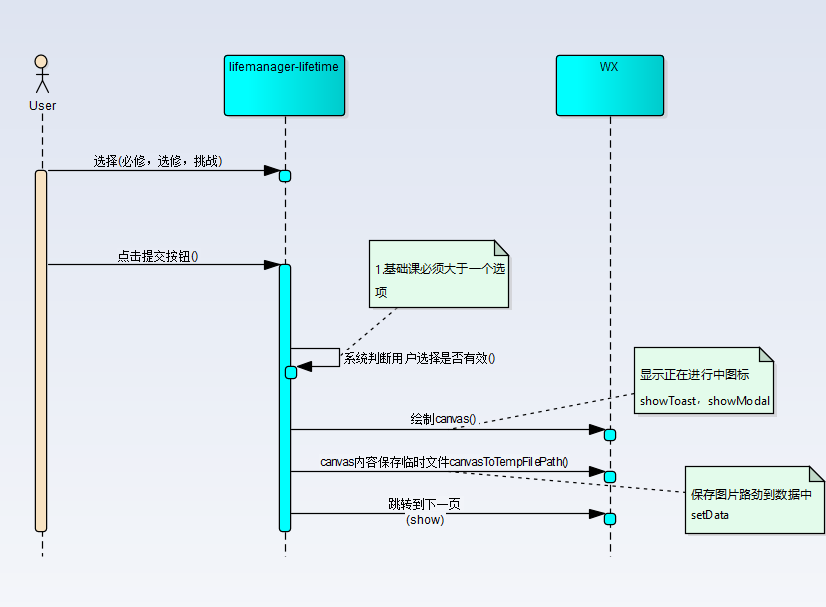 User
lifemanager-lifetime
WX
选择(必修，选修，挑战)
点击提交按钮()
1.基础课必须大于一个选
项
系统判断用户选择是否有效()
显示正在进行中图标
showToast，showModal
绘制canvas()
canvas内容保存临时文件canvasToTempFilePath()
保存图片路劲到数据中
setData
跳转到下一页
(show)